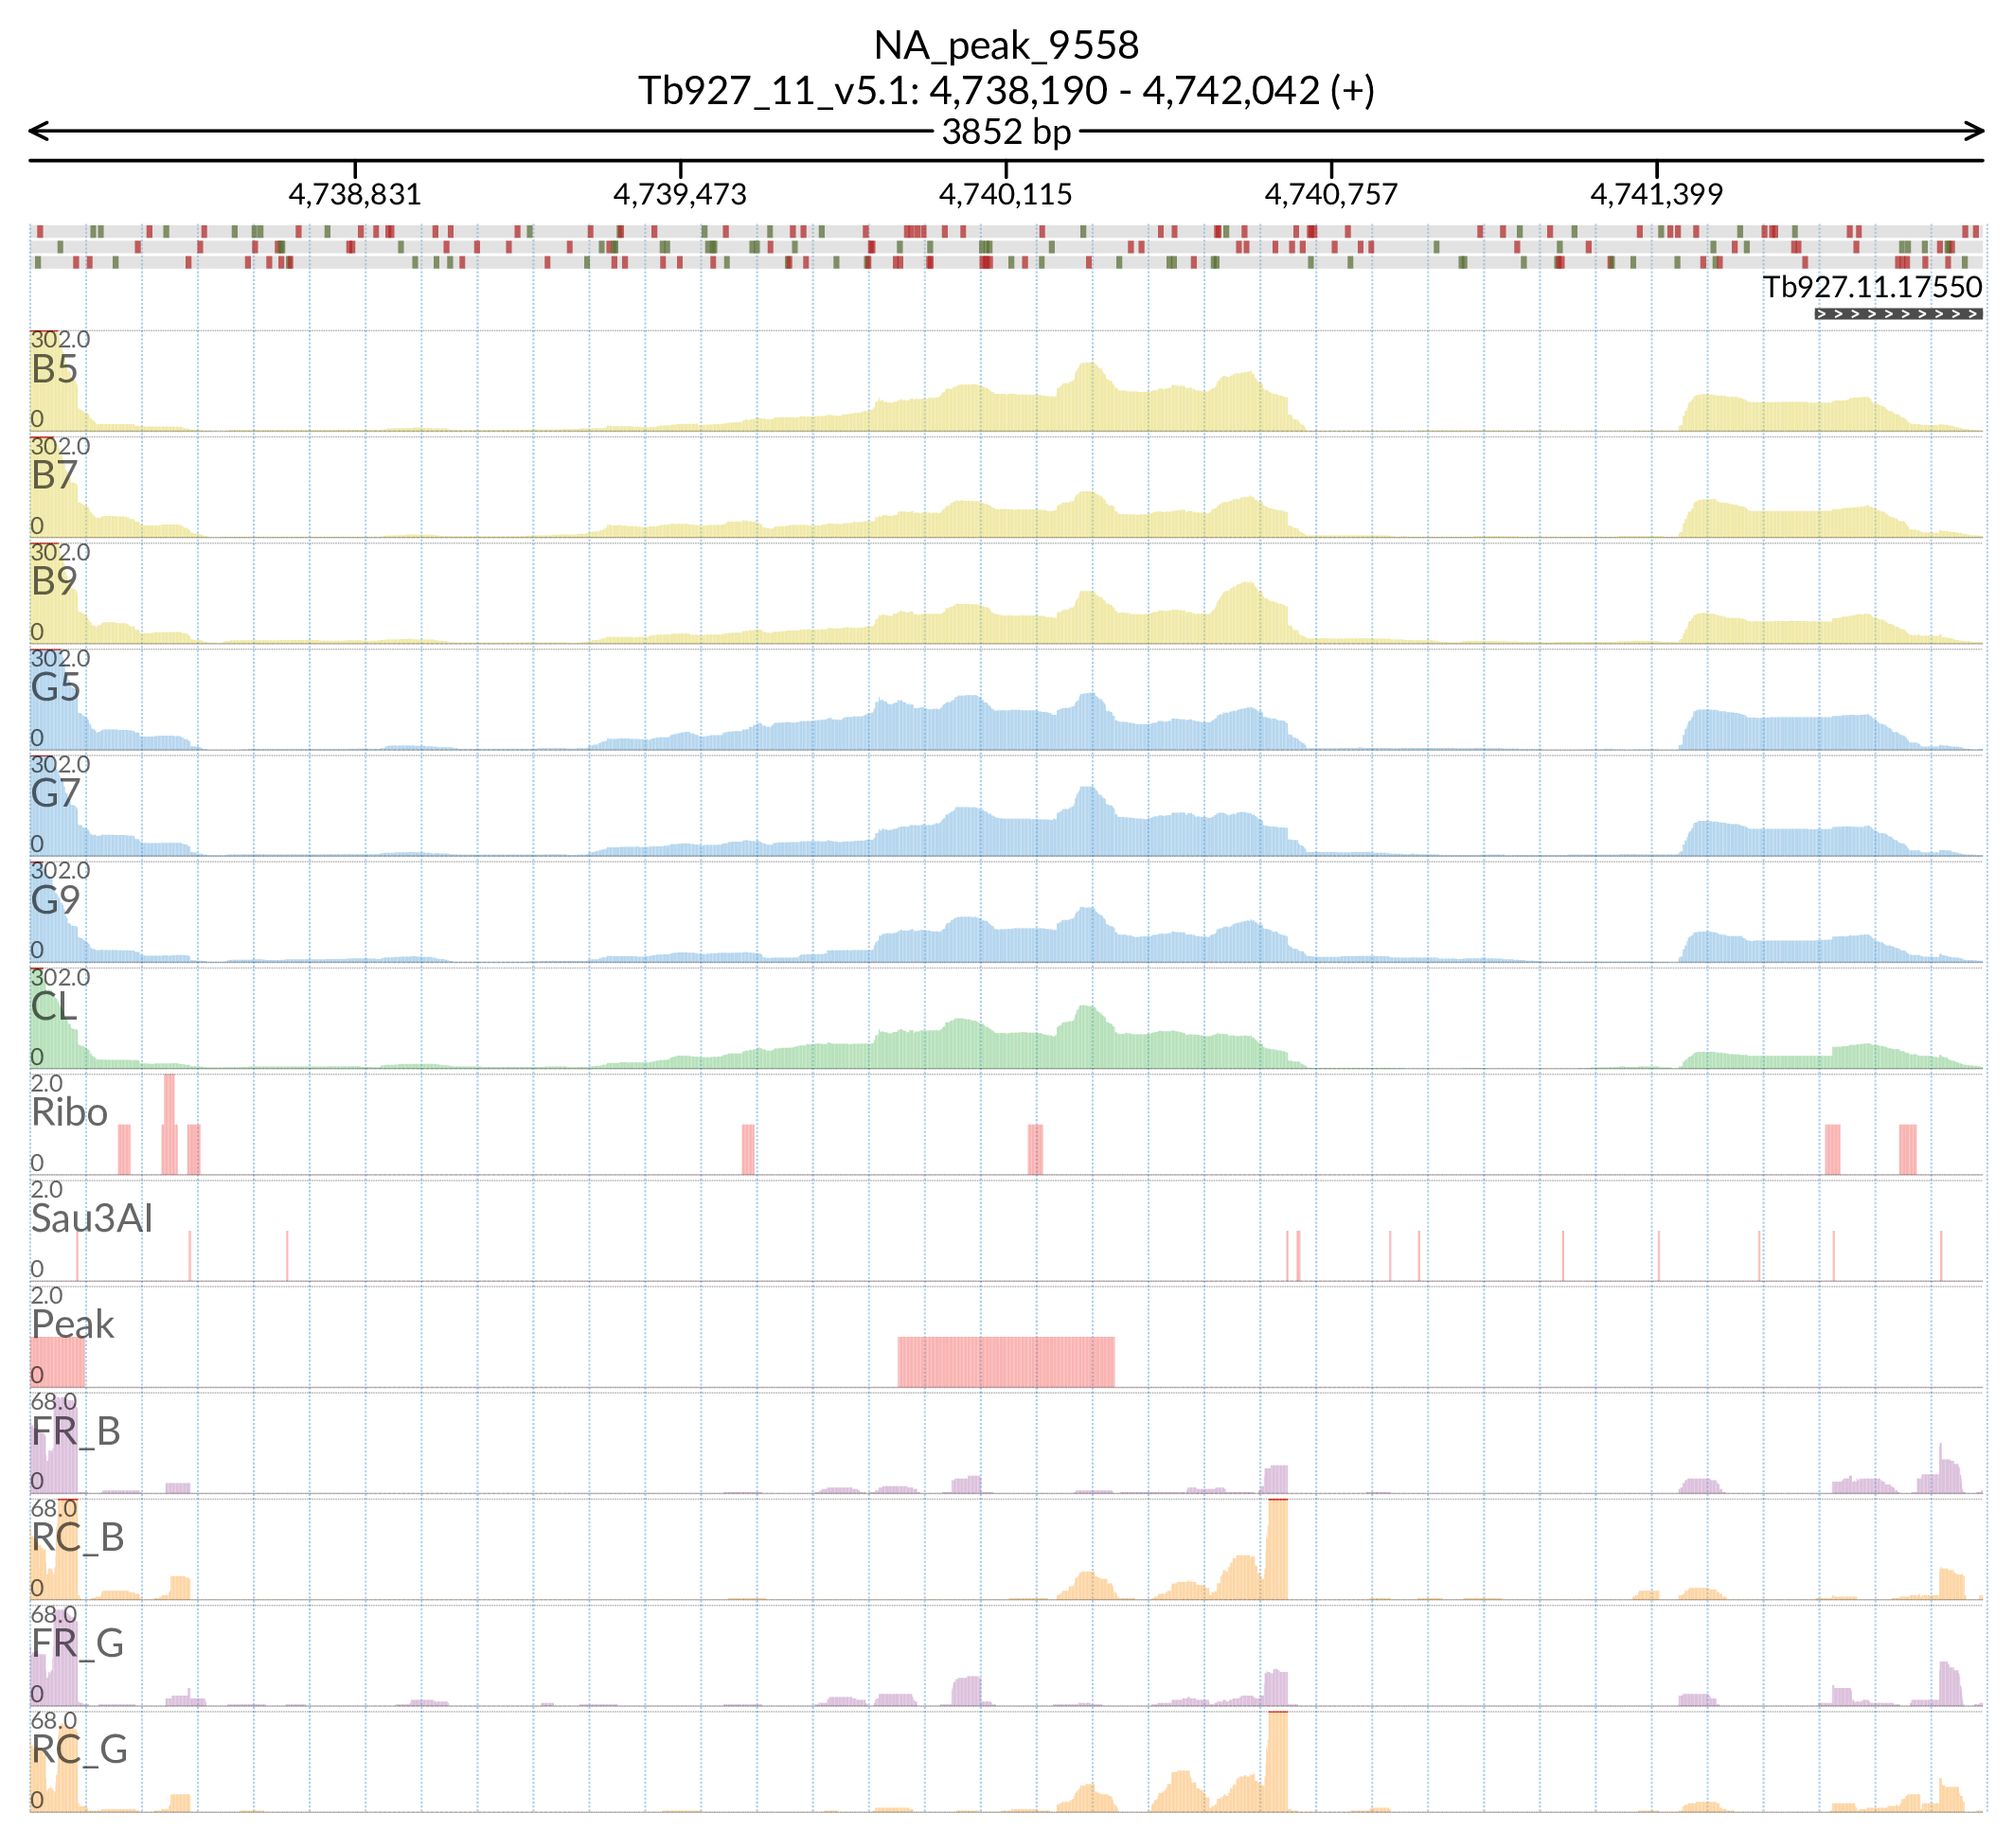 NA_peak_9558
Tb927_11_v5.1: 4,738,190 - 4,742,042 (+)
3852 bp
4,738,831 4,739,473 4,740,115 4,740,757 4,741,399
Tb927.11.17550
302.0
B5
0
302.0
B7
0
302.0
B9
0
302.0
G5
0
302.0
G7
0
302.0
G9
0
302.0
CL
0
2.0
Ribo
0
2.0
Sau3AI
0
2.0
Peak
0
68.0
FR_B
0
68.0
RC_B
0
68.0
FR_G
0
68.0
RC_G
0